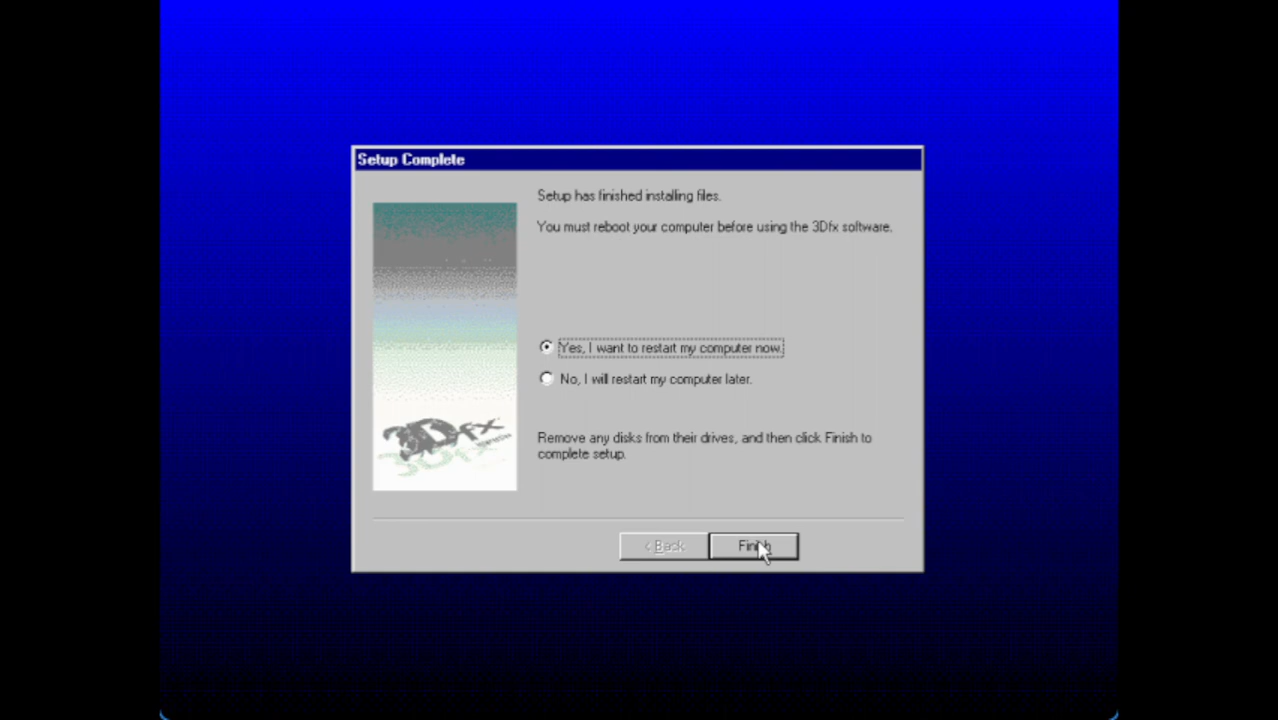 Setup Complete
Setup has finished installing files.
You must reboot your computer before using the 3Dfx software.
Yes, I want to restart my computer now.
No, I will restart my computer later.
3Dfx
Remove any disks from their drives, and then click Finish to
complete setup.
< Back
Finish